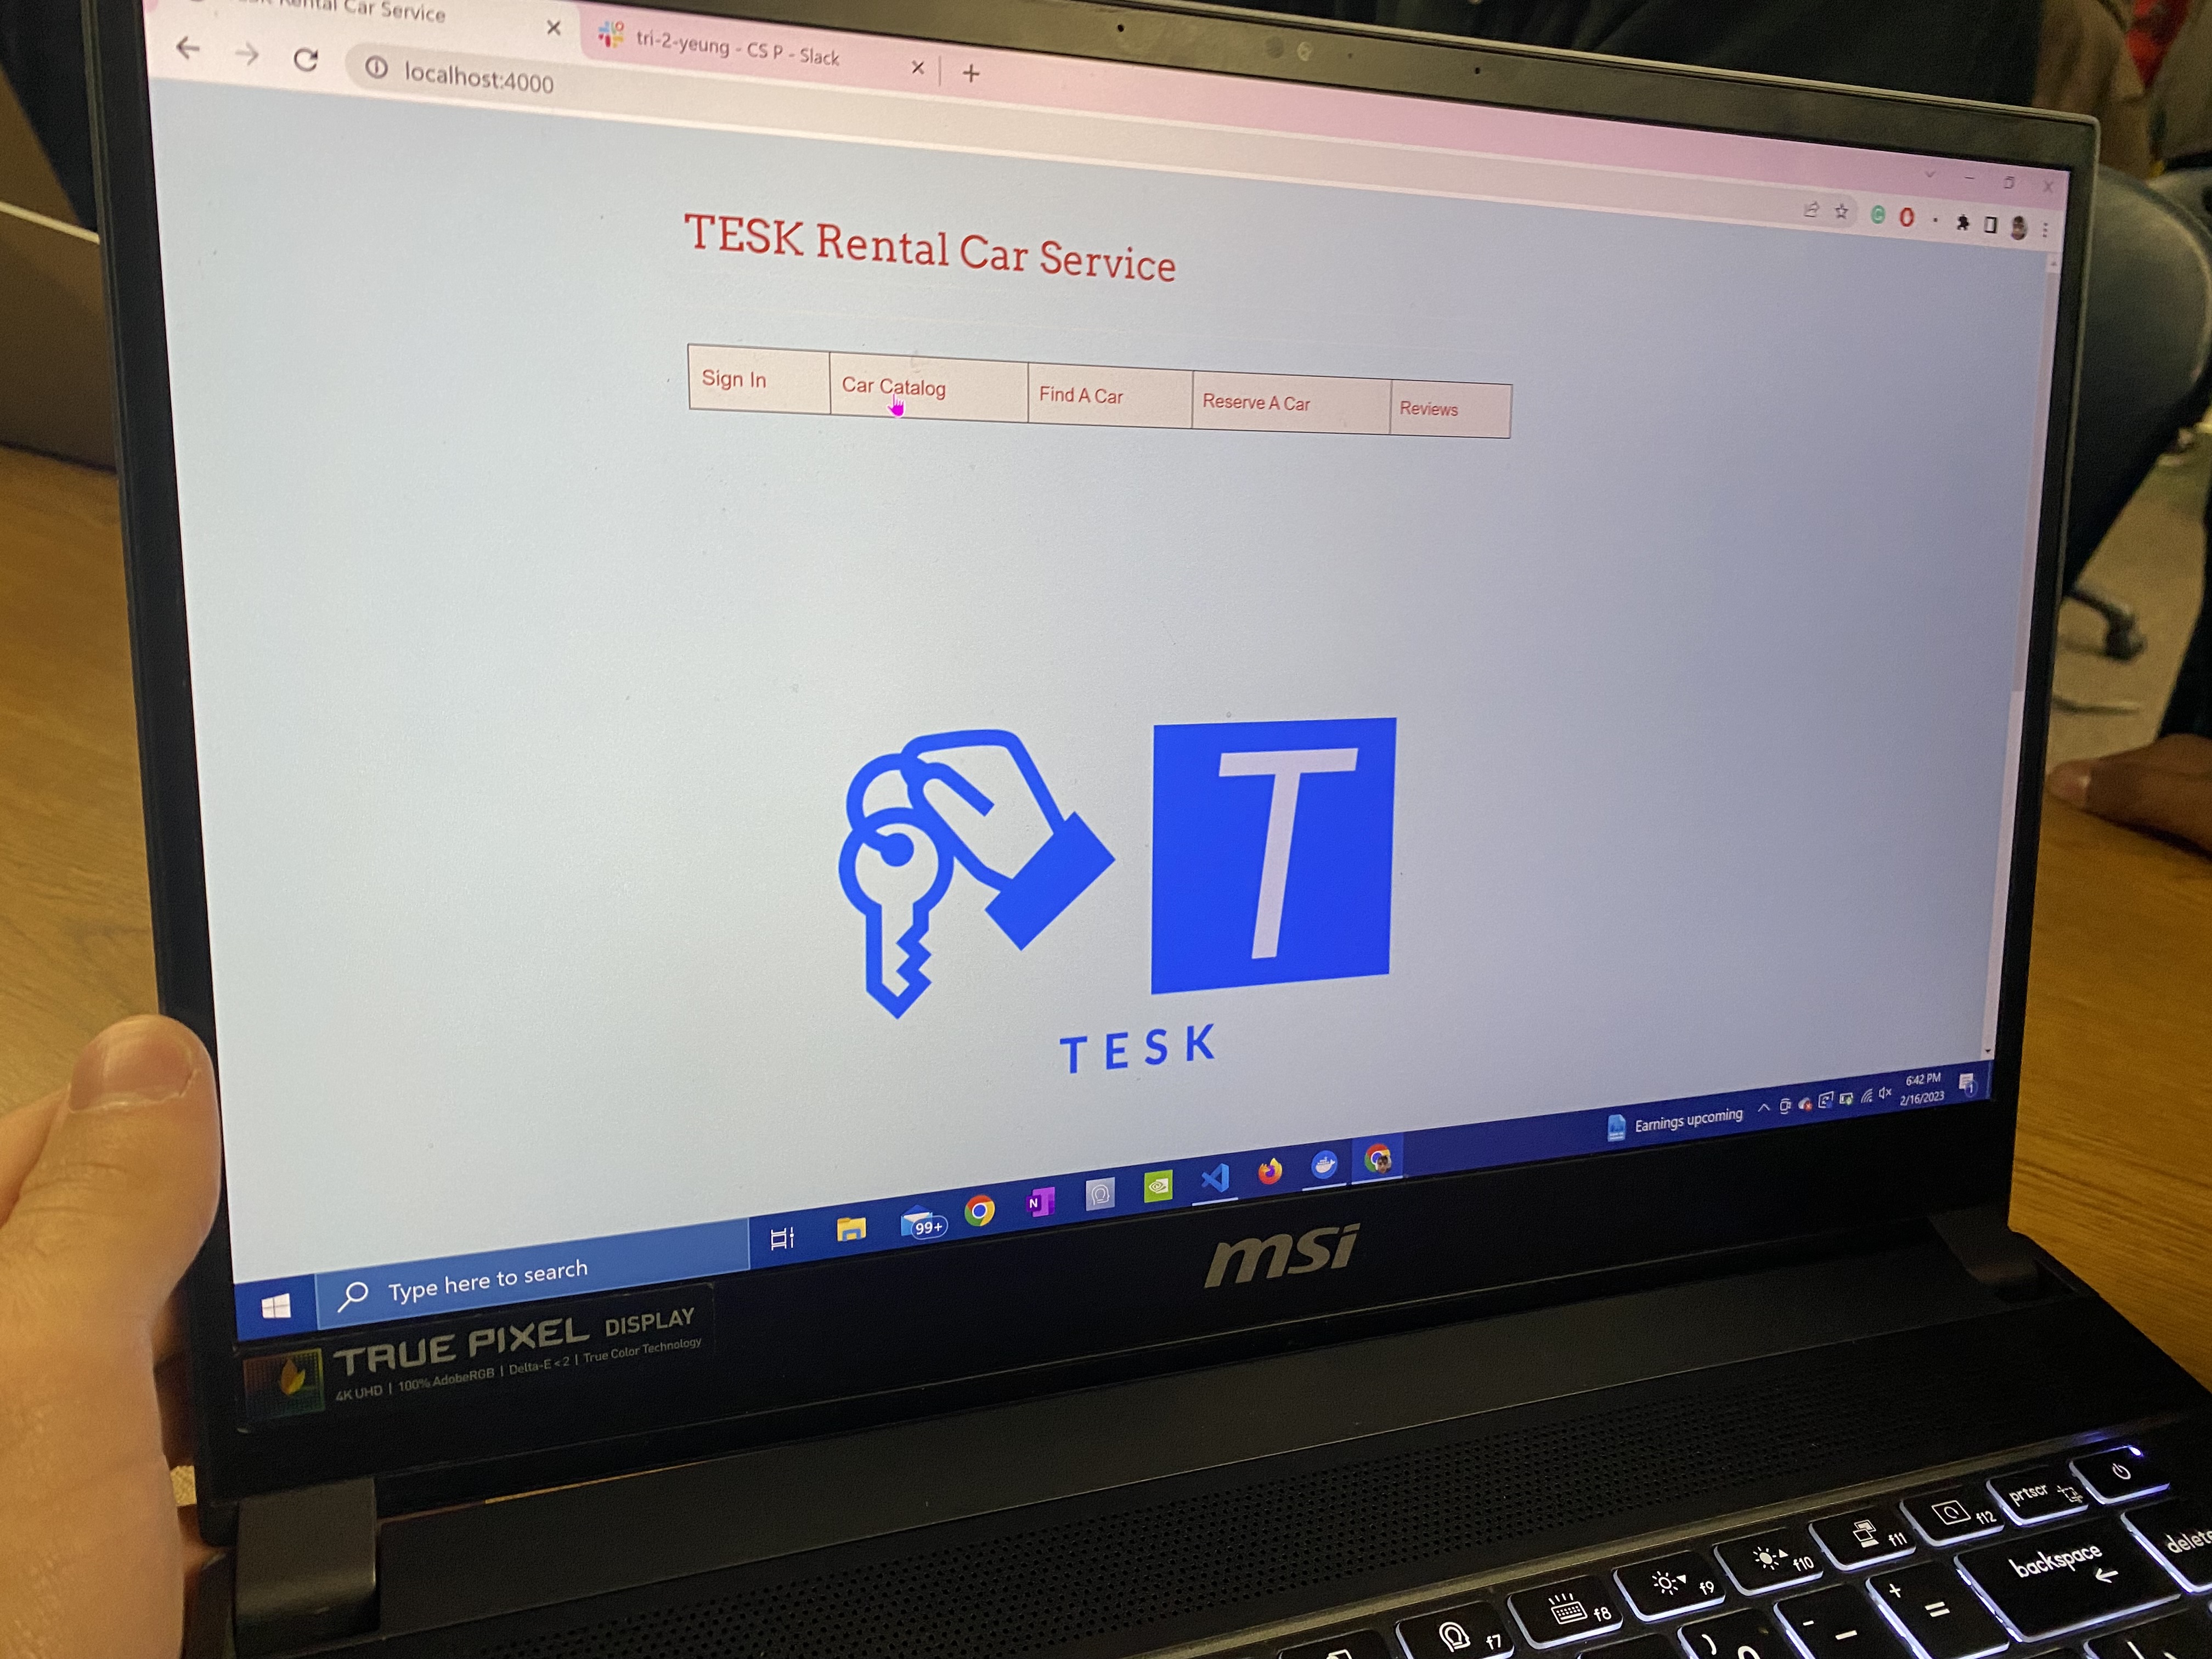 Rental Car Service
tri-2-yeung - CS P - Slack
localhost:4000
TESK Rental Car Service
Sign In
Car Catalog
Find A Car
Reserve A Car
Reviews
T
TESK
Earnings upcoming
6:42 PM
2/16/2023
1
99+
N
Type here to search
msi
TRUE PIXEL DISPLAY
4K UHD | 100% AdobeRGB | Delta-E < 2 | True Color Technology
prtscr
f12
f11
f10
f9
f8
f7
delete
backspace
+
=
-
)